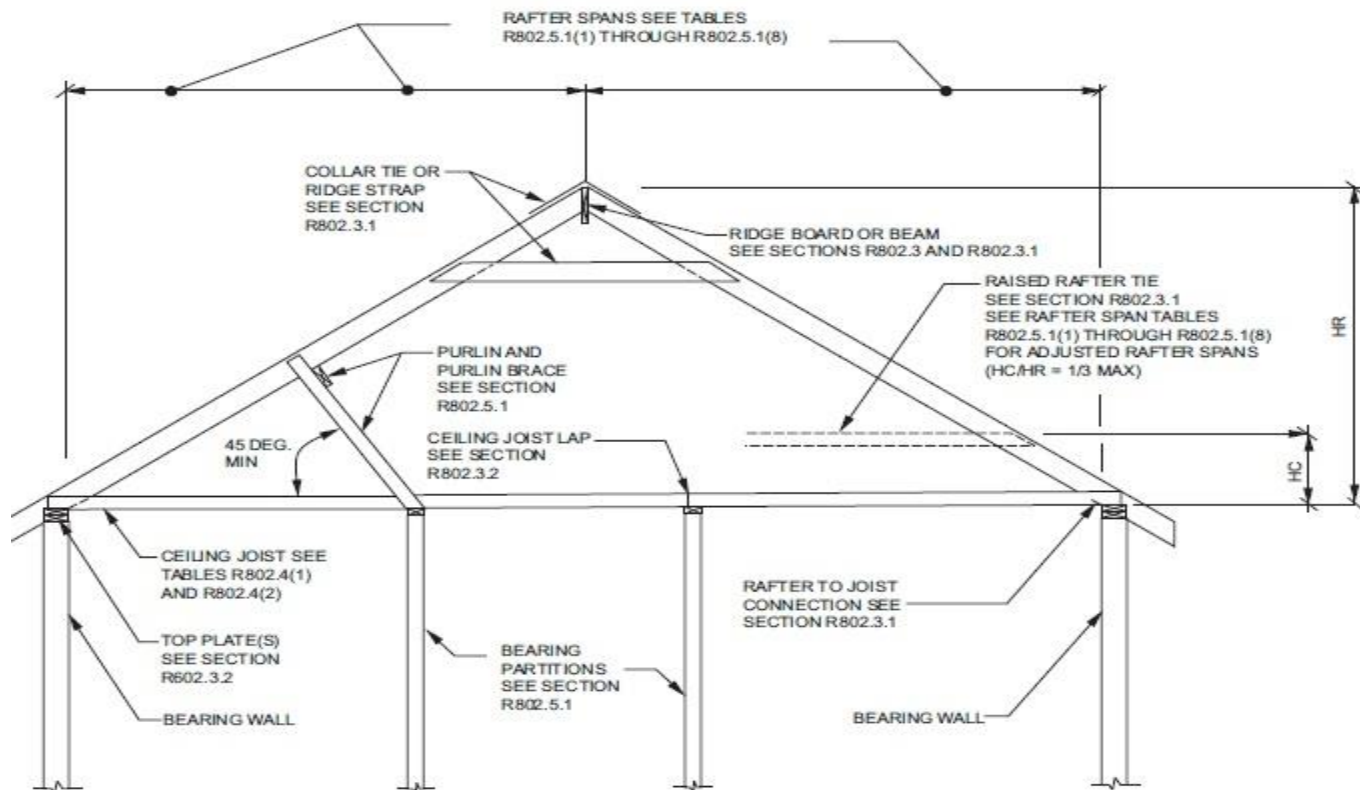 RAFTER SPANS SEE TABLES
R802.5.1(1) THROUGH R802.5.1(8)
COLLAR TIE OR
RIDGE STRAP
SEE SECTION
R802.3.1
RIDGE BOARD OR BEAM
SEE SECTIONS R802.3 AND R802.3.1
RAISED RAFTER TIE
SEE SECTION R802.3.1
SEE RAFTER SPAN TABLES
R802.5.1(1) THROUGH R802.5.1(8)
FOR ADJUSTED RAFTER SPANS
(HC/HR = 1/3 MAX)
HR
PURLIN AND
PURLIN BRACE
SEE SECTION
R802.5.1
45 DEG.
MIN
CEILING JOIST LAP
SEE SECTION
R802.3.2
HC
CEILING JOIST SEE
TABLES R802.4(1)
AND R802.4(2)
RAFTER TO JOIST
CONNECTION SEE
SECTION R802.3.1
TOP PLATE(S)
SEE SECTION
R602.3.2
BEARING
PARTITIONS
SEE SECTION
R802.5.1
BEARING WALL
BEARING WALL